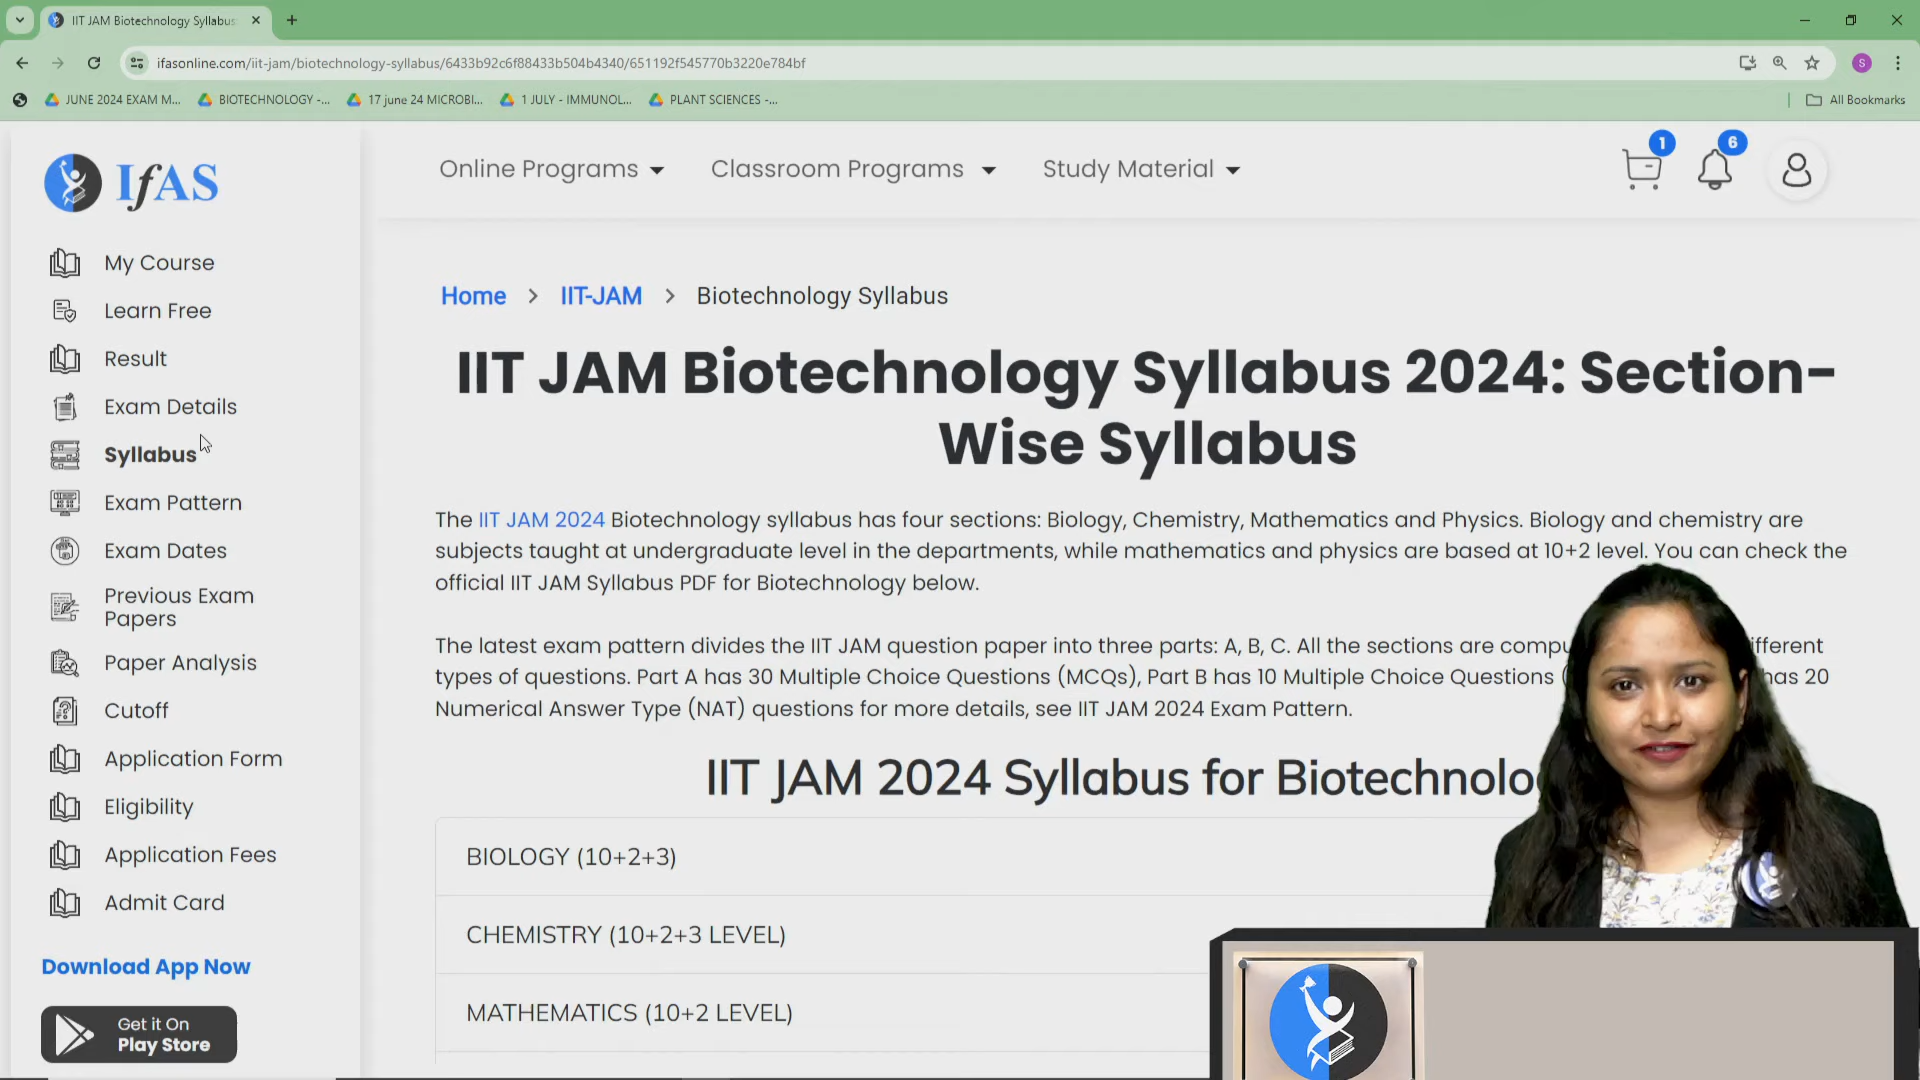 IIT JAM Biotechnology Syllabus
ifasonline.com/iit-jam/biotechnology-syllabus/6433b92c6f88433b504b4340/651192f545770b3220e784bf
S
JUNE 2024 EXAM M...
BIOTECHNOLOGY -...
17 june 24 MICROBI...
1 JULY - IMMUNOL...
PLANT SCIENCES -...
All Bookmarks
IfAS
Online Programs
Classroom Programs
Study Material
1
6
My Course
Learn Free
Result
Exam Details
Syllabus
Exam Pattern
Exam Dates
Previous Exam
Papers
Paper Analysis
Cutoff
Application Form
Eligibility
Application Fees
Admit Card
Download App Now
Get it On
Play Store
Home > IIT-JAM > Biotechnology Syllabus
IIT JAM Biotechnology Syllabus 2024: Section-
Wise Syllabus
The IIT JAM 2024 Biotechnology syllabus has four sections: Biology, Chemistry, Mathematics and Physics. Biology and chemistry are
subjects taught at undergraduate level in the departments, while mathematics and physics are based at 10+2 level. You can check the
official IIT JAM Syllabus PDF for Biotechnology below.
The latest exam pattern divides the IIT JAM question paper into three parts: A, B, C. All the sections are compu
types of questions. Part A has 30 Multiple Choice Questions (MCQs), Part B has 10 Multiple Choice Questions ( has 20
Numerical Answer Type (NAT) questions for more details, see IIT JAM 2024 Exam Pattern.
IIT JAM 2024 Syllabus for Biotechnolo
BIOLOGY (10+2+3)
CHEMISTRY (10+2+3 LEVEL)
MATHEMATICS (10+2 LEVEL)